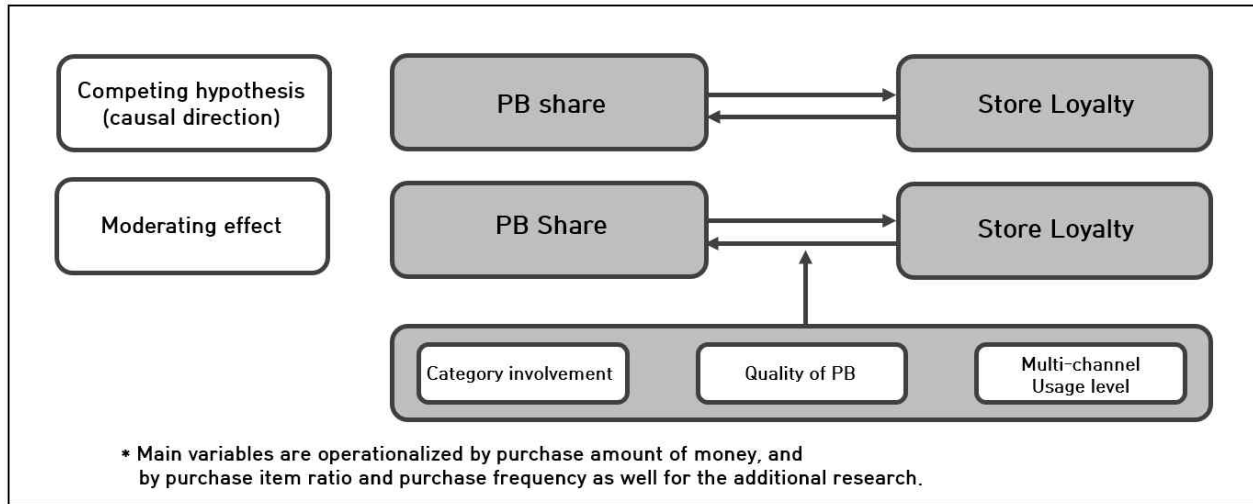 Competing hypothesis
(causal direction)
PB share
Store Loyalty
Moderating effect
PB Share
Store Loyalty
Category involvement
Quality of PB
Multi-channel
Usage level
* Main variables are operationalized by purchase amount of money, and
by purchase item ratio and purchase frequency as well for the additional research.